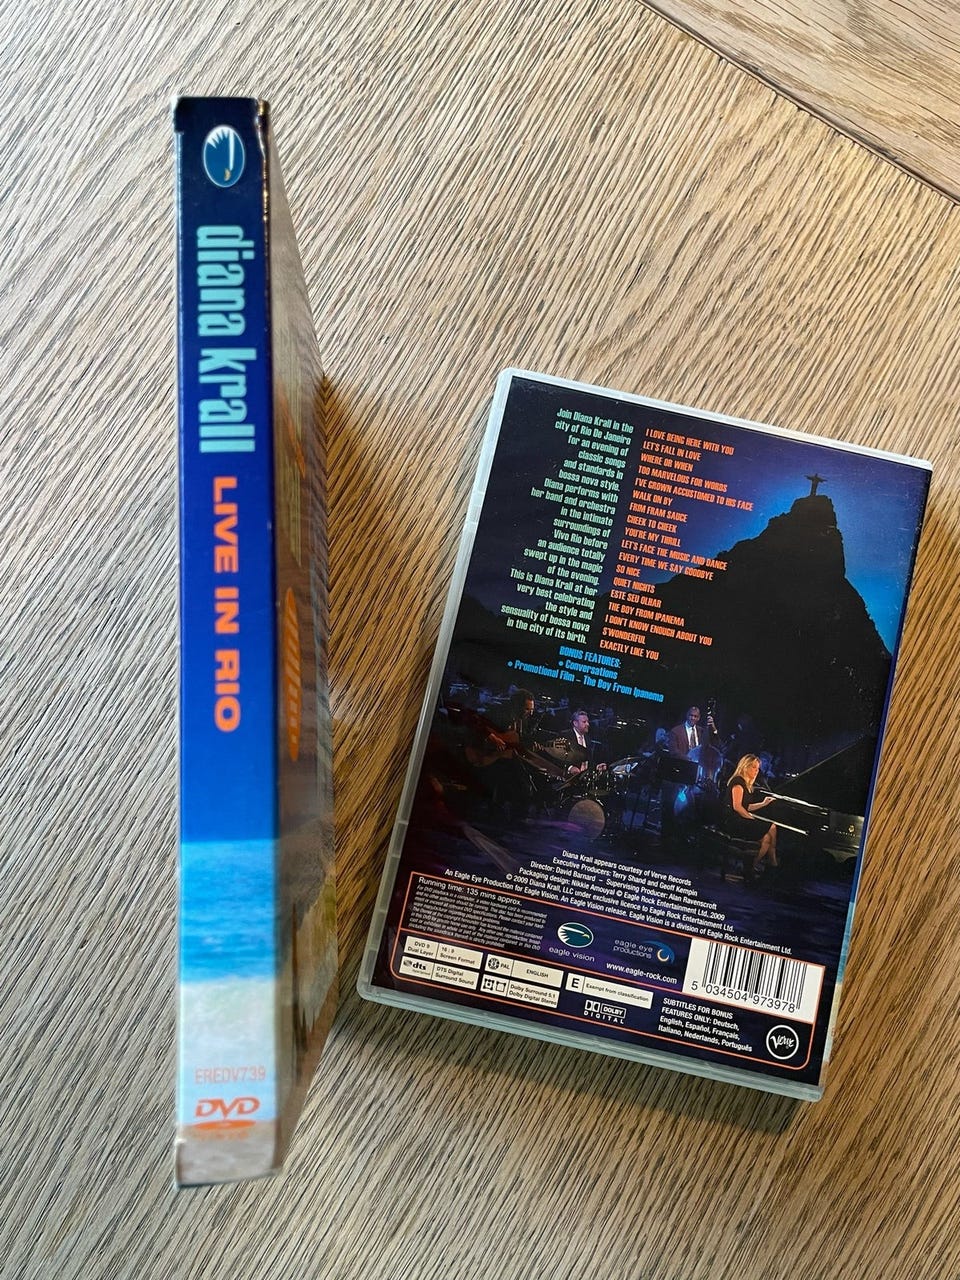 diana krall LIVE IN RIO
EREDV739
DVD
Join Diana Krall in the
city of Rio De Janeiro
for an evening of
classic songs
and standards in
bossa nova style.
Diana performs with
her band and orchestra
in the intimate
surroundings of
Vivo Rio before
an audience totally
swept up in the magic
of the evening.
This is Diana Krall at her
very best celebrating
the style and
sensuality of bossa nova
in the city of its birth.
I LOVE BEING HERE WITH YOU
LET'S FALL IN LOVE
WHERE OR WHEN
TOO MARVELOUS FOR WORDS
I'VE GROWN ACCUSTOMED TO HIS FACE
WALK ON BY
FRIM FRAM SAUCE
CHEEK TO CHEEK
YOU'RE MY THRILL
LET'S FACE THE MUSIC AND DANCE
EVERY TIME WE SAY GOODBYE
SO NICE
QUIET NIGHTS
ESTE SEU OLHAR
THE BOY FROM IPANEMA
I DON'T KNOW ENOUGH ABOUT YOU
S'WONDERFUL
EXACTLY LIKE YOU
BONUS FEATURES:
• Conversations
• Promotional Film – The Boy From Ipanema
Diana Krall appears courtesy of Verve Records
Executive Producers: Terry Shand and Geoff Kempin
Director: David Barnard – Supervising Producer: Alan Ravenscroft
Packaging design: Nikkie Amouyal © Eagle Rock Entertainment Ltd.,2009
℗ 2009 Diana Krall, LLC under exclusive licence to Eagle Rock Entertainment Ltd.
An Eagle Eye Production for Eagle Vision. An Eagle Vision release. Eagle Vision is a division of Eagle Rock Entertainment Ltd.
Running time: 135 mins approx.
eagle vision
eagle eye
productions
www.eagle-rock.com
DVD 9
Dual Layer
16 : 9
Screen Format
PAL
ENGLISH
dts
DTS Digital
Surround Sound
Dolby Surround 5.1
Dolby Digital Stereo
E
Exempt from classification
DOLBY
DIGITAL
5 034504 973978
SUBTITLES FOR BONUS
FEATURES ONLY: Deutsch,
English, Español, Français,
Italiano, Nederlands, Português
Verve